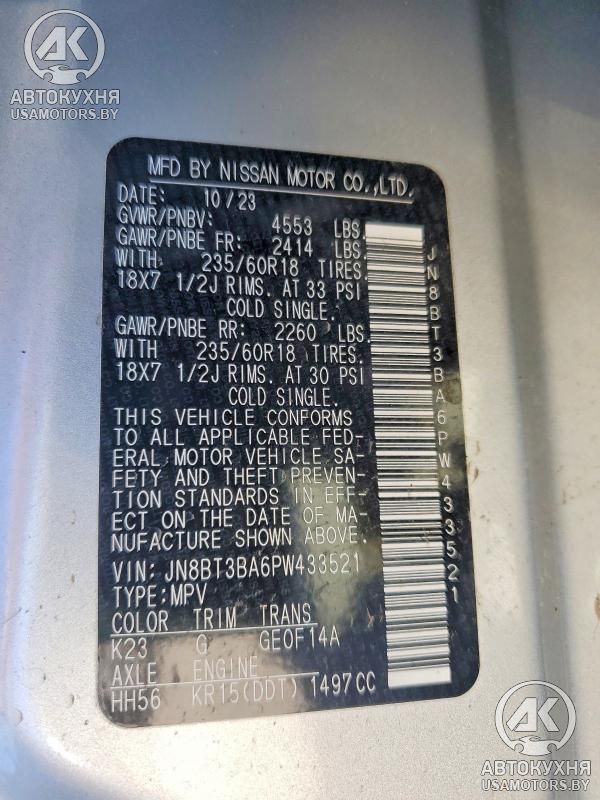 АК
АВТОКУХНЯ
USAMOTORS.BY
MFD BY NISSAN MOTOR CO.,LTD.
DATE: 10/23
GVWR/PNBV: 4553 LBS.
GAWR/PNBE FR: 2414 LBS.
WITH 235/60R18 TIRES.
18X7 1/2J RIMS. AT 33 PSI
COLD SINGLE.
GAWR/PNBE RR: 2260 LBS.
WITH 235/60R18 TIRES.
18X7 1/2J RIMS. AT 30 PSI
COLD SINGLE.
THIS VEHICLE CONFORMS
TO ALL APPLICABLE FED-
ERAL MOTOR VEHICLE SA-
FETY AND THEFT PREVEN-
TION STANDARDS IN EFF-
ECT ON THE DATE OF MA-
NUFACTURE SHOWN ABOVE.
VIN: JN8BT3BA6PW433521
TYPE:MPV
COLOR TRIM TRANS
K23 G GE0F14A
AXLE ENGINE
HH56 KR15(DDT) 1497CC
JN8BT3BA6PW433521
АК
АВТОКУХНЯ
USAMOTORS.BY